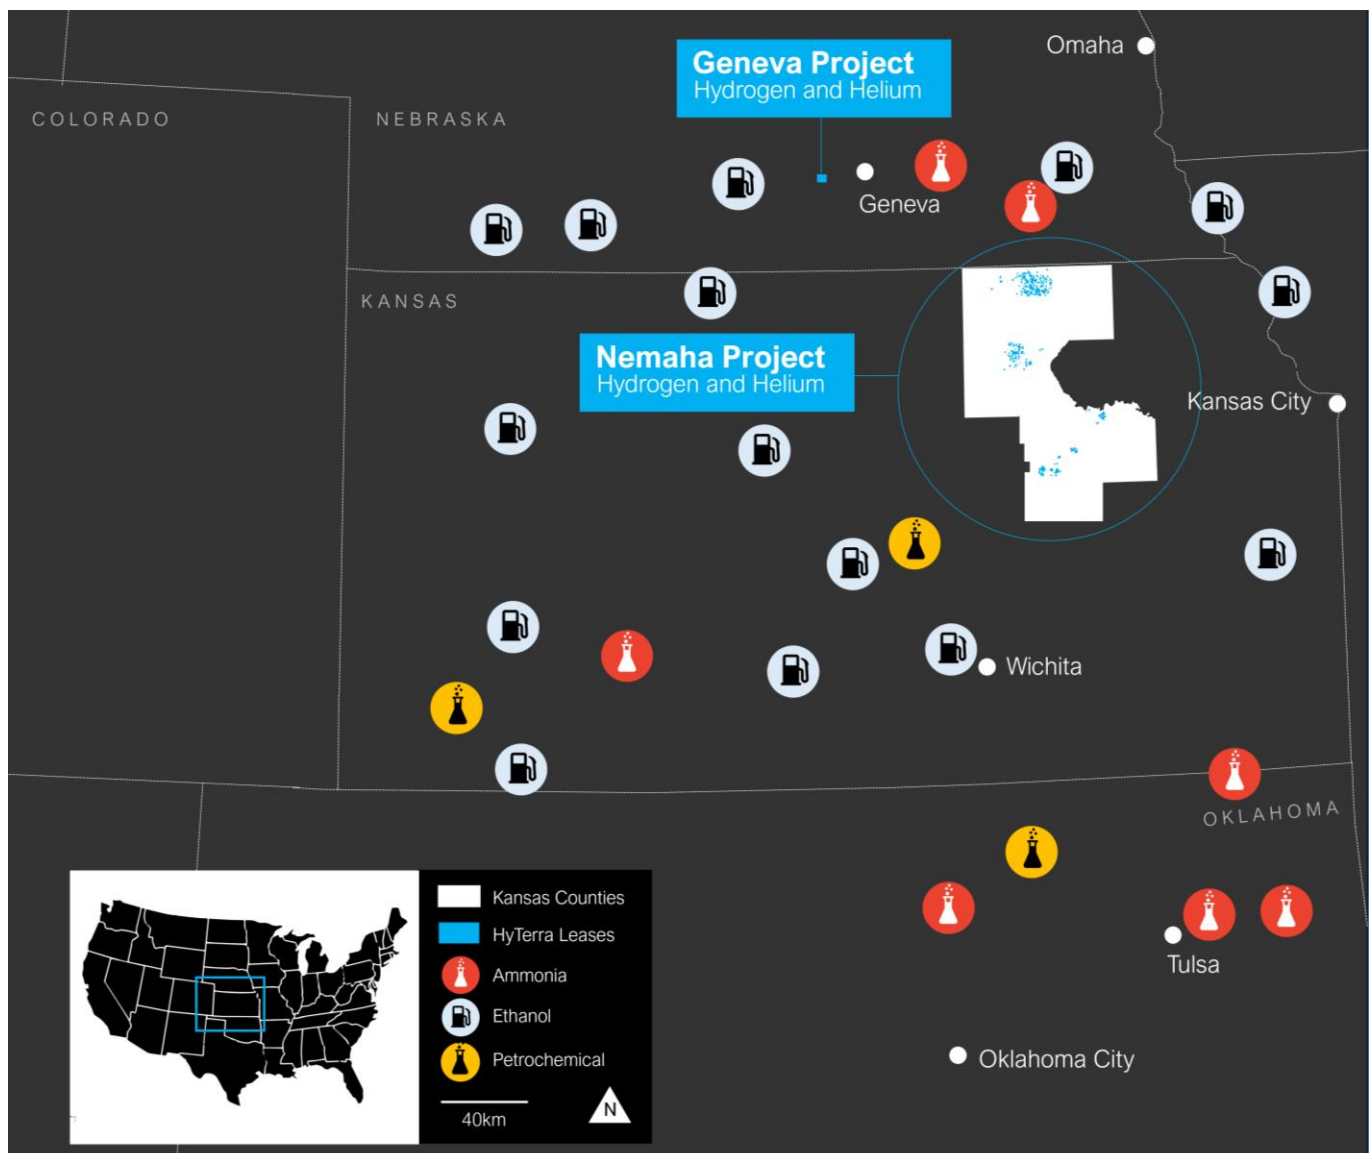 Omaha
Geneva Project
Hydrogen and Helium
COLORADO
NEBRASKA
Geneva
KANSAS
Nemaha Project
Hydrogen and Helium
Kansas City
Wichita
OKLAHOMA
Kansas Counties
HyTerra Leases
Ammonia
Ethanol
Petrochemical
40km
N
Tulsa
Oklahoma City